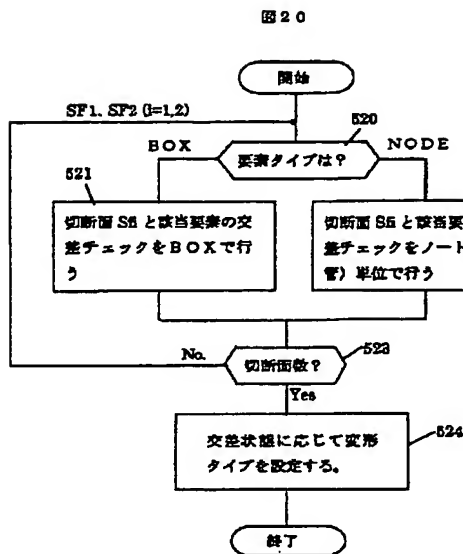 図20
開始
SF1. SF2 (i=1,2)
520
BOX
要素タイプは?
NODE
521
切断面 Sfi と該当要素の交
差チェックをBOXで行
う
切断面 Sfi と該当要
差チェックをノード
管)単位で行う
No.
切断面数?
523
Yes
交差状態に応じて変形
タイプを設定する。
524
終了